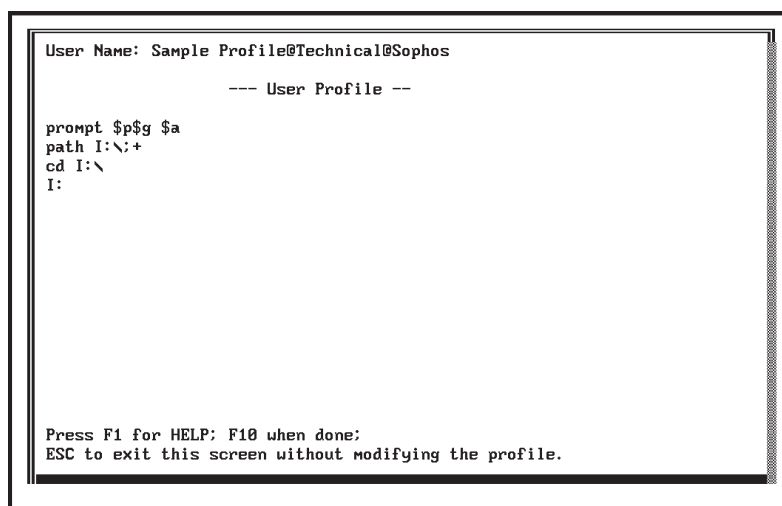 User Name: Sample Profile@Technical@Sophos
--- User Profile --
prompt $p$g $a
path I:\;+
cd I:\
I:
Press F1 for HELP; F10 when done;
ESC to exit this screen without modifying the profile.